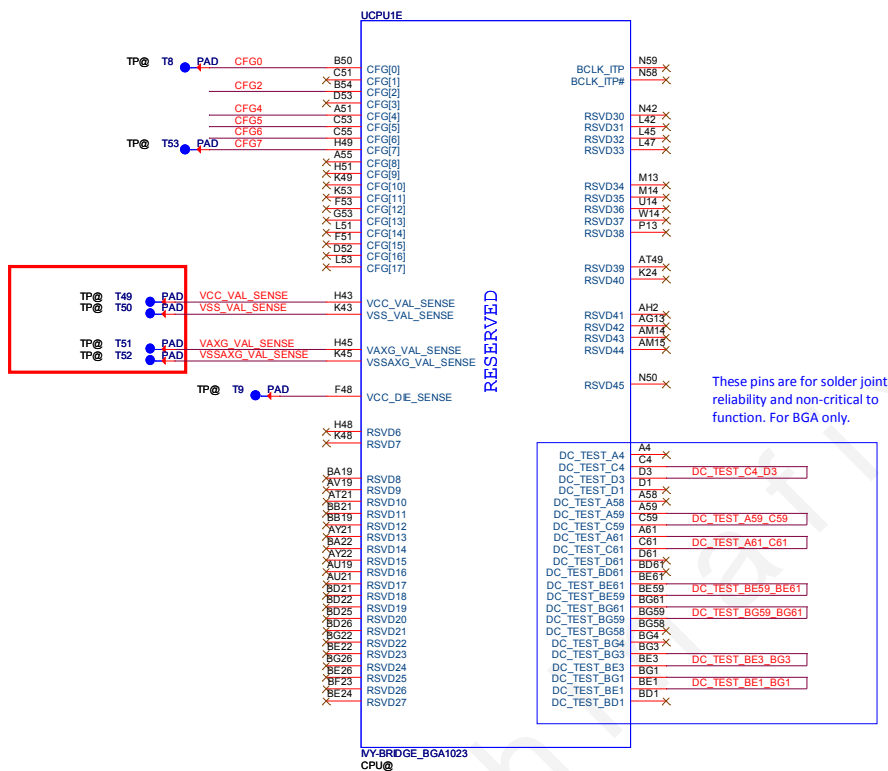 UCPU1E
TP@ T8 PAD CFG0 B50 CFG[0]
C51 CFG[1]
CFG2 B54 CFG[2]
D53 CFG[3]
CFG4 A51 CFG[4]
CFG5 C53 CFG[5]
CFG6 C55 CFG[6]
TP@ T53 PAD CFG7 H49 CFG[7]
A55 CFG[8]
H51 CFG[9]
K49 CFG[10]
K53 CFG[11]
F53 CFG[12]
G53 CFG[13]
L51 CFG[14]
F51 CFG[15]
D52 CFG[16]
L53 CFG[17]
TP@ T49 PAD VCC_VAL_SENSE H43 VCC_VAL_SENSE
TP@ T50 PAD VSS_VAL_SENSE K43 VSS_VAL_SENSE
TP@ T51 PAD VAXG_VAL_SENSE H45 VAXG_VAL_SENSE
TP@ T52 PAD VSSAXG_VAL_SENSE K45 VSSAXG_VAL_SENSE
TP@ T9 PAD F48 VCC_DIE_SENSE
H48 RSVD6
K48 RSVD7
BA19 RSVD8
AV19 RSVD9
AT21 RSVD10
BB21 RSVD11
BB19 RSVD12
AY21 RSVD13
BA22 RSVD14
AY22 RSVD15
AU19 RSVD16
AU21 RSVD17
BD21 RSVD18
BD22 RSVD19
BD25 RSVD20
BD26 RSVD21
BG22 RSVD22
BE22 RSVD23
BG26 RSVD24
BE26 RSVD25
BF23 RSVD26
BE24 RSVD27
RESERVED
BCLK_ITP N59
BCLK_ITP# N58
RSVD30 N42
RSVD31 L42
RSVD32 L45
RSVD33 L47
RSVD34 M13
RSVD35 M14
RSVD36 U14
RSVD37 W14
RSVD38 P13
RSVD39 AT49
RSVD40 K24
RSVD41 AH2
RSVD42 AG13
RSVD43 AM14
RSVD44 AM15
RSVD45 N50
These pins are for solder joint
reliability and non-critical to
function. For BGA only.
DC_TEST_A4 A4
DC_TEST_C4 C4
DC_TEST_D3 D3 DC_TEST_C4_D3
DC_TEST_D1 D1
DC_TEST_A58 A58
DC_TEST_A59 A59
DC_TEST_C59 C59 DC_TEST_A59_C59
DC_TEST_A61 A61
DC_TEST_C61 C61 DC_TEST_A61_C61
DC_TEST_D61 D61
DC_TEST_BD61 BD61
DC_TEST_BE61 BE61
DC_TEST_BE59 BE59 DC_TEST_BE59_BE61
DC_TEST_BG61 BG61
DC_TEST_BG59 BG59 DC_TEST_BG59_BG61
DC_TEST_BG58 BG58
DC_TEST_BG4 BG4
DC_TEST_BG3 BG3
DC_TEST_BE3 BE3 DC_TEST_BE3_BG3
DC_TEST_BG1 BG1
DC_TEST_BE1 BE1 DC_TEST_BE1_BG1
DC_TEST_BD1 BD1
IVY-BRIDGE_BGA1023
CPU@